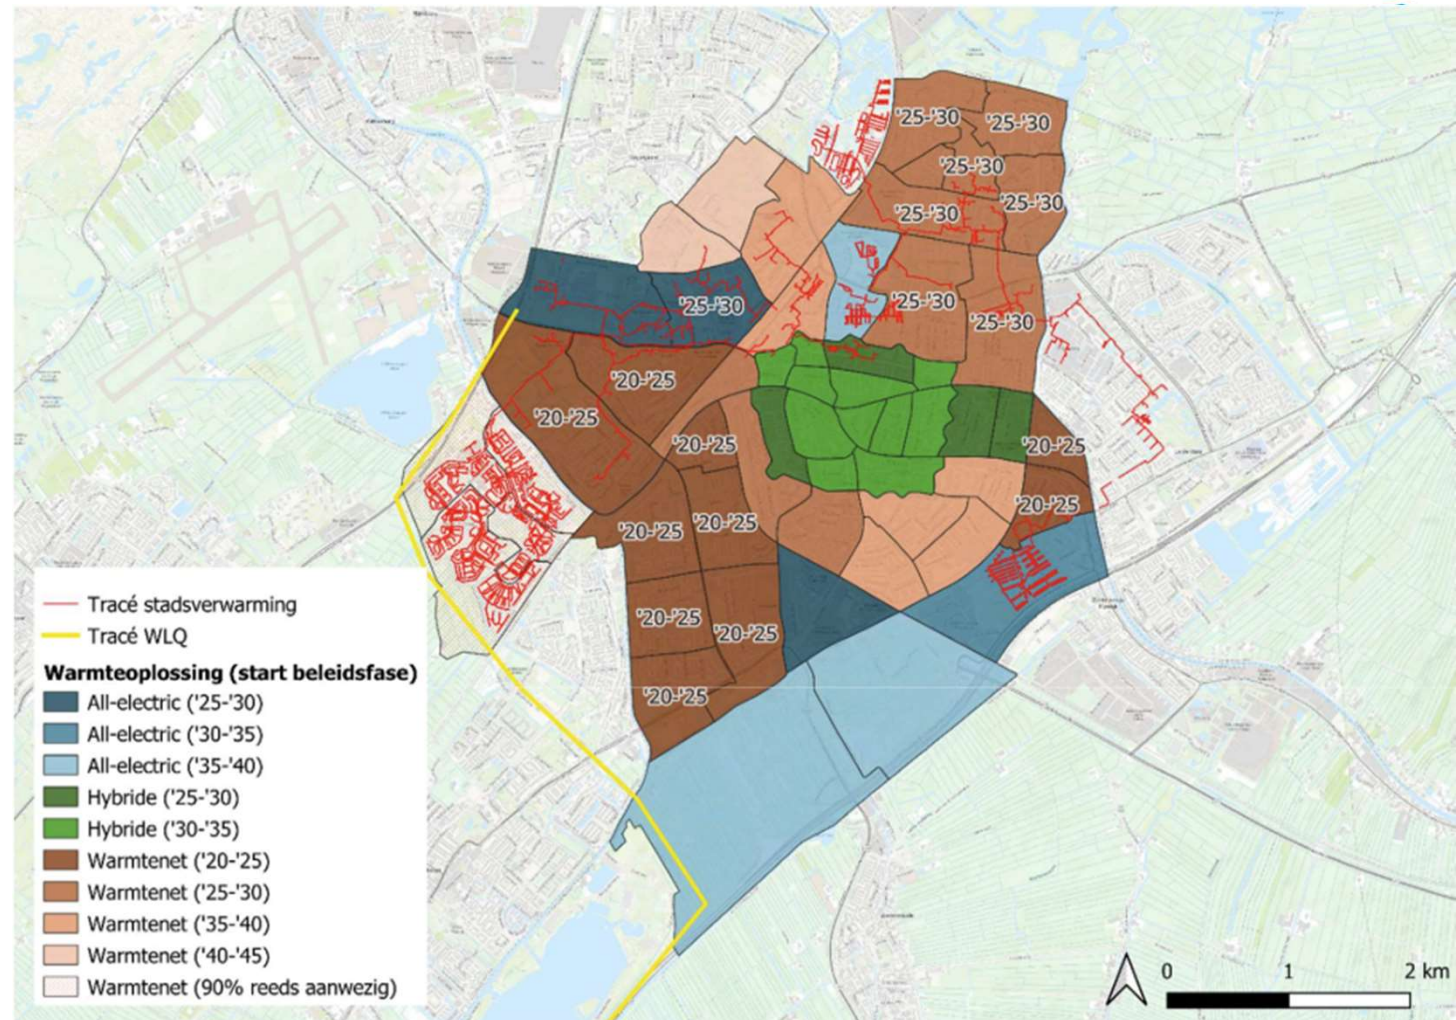 '25-'30
'25-'30
'25-'30
'25-'30
'25-'30
'25-'30
'25-'30
'25-'30
'20-'25
'20-'25
'20-'25
'20-'25
'20-'25
'20-'25
'20-'25
'20-'25
'20-'25
'20-'25
Tracé stadsverwarming
Tracé WLQ
Warmteoplossing (start beleidsfase)
All-electric ('25-'30)
All-electric ('30-'35)
All-electric ('35-'40)
Hybride ('25-'30)
Hybride ('30-'35)
Warmtenet ('20-'25)
Warmtenet ('25-'30)
Warmtenet ('35-'40)
Warmtenet ('40-'45)
Warmtenet (90% reeds aanwezig)
0 1 2 km